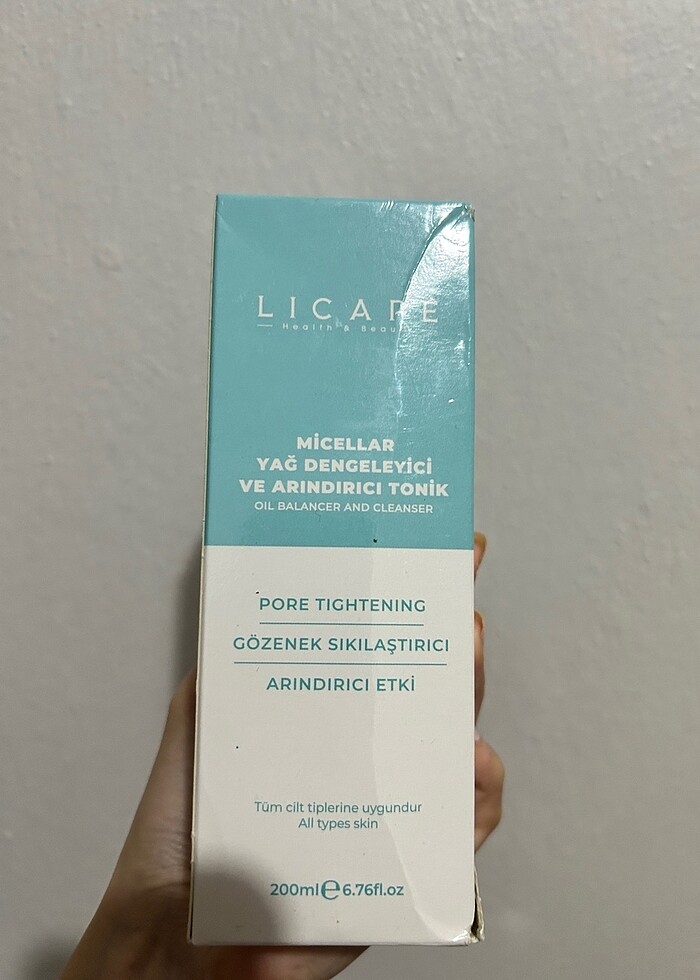 LICARE
Health & Beauty
MİCELLAR
YAĞ DENGELEYİCİ
VE ARINDIRICI TONİK
OIL BALANCER AND CLEANSER
PORE TIGHTENING
GÖZENEK SIKILAŞTIRICI
ARINDIRICI ETKİ
Tüm cilt tiplerine uygundur
All types skin
200ml℮6.76fl.oz